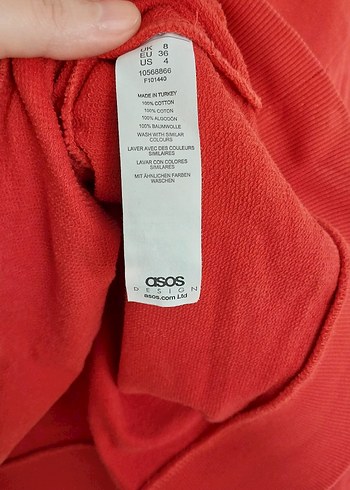 UK 8
EU 36
US 4
10568866
F101440
MADE IN TURKEY
100% COTTON
100% COTON
100% ALGODÓN
100% BAUMWOLLE
WASH WITH SIMILAR
COLOURS
LAVER AVEC DES COULEURS
SIMILAIRES
LAVAR CON COLORES
SIMILARES
MIT ÄHNLICHEN FARBEN
WASCHEN
asos
DESIGN
asos.com Ltd